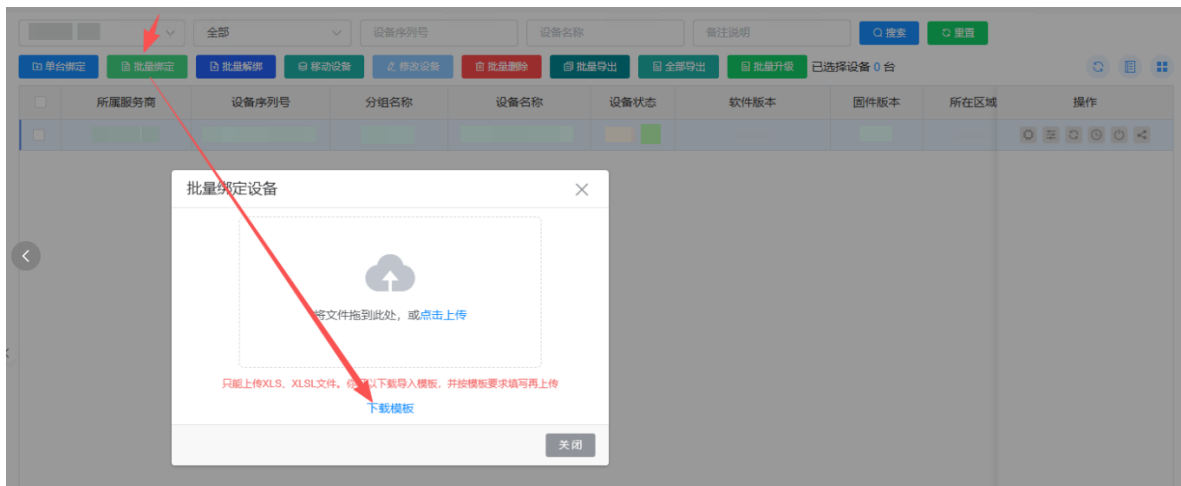 全部 设备序列号 设备名称 备注说明 搜索 重置
单台绑定 批量绑定 批量解绑 移动设备 修改设备 批量删除 批量导出 全部导出 批量升级 已选择设备 0 台
所属服务商 设备序列号 分组名称 设备名称 设备状态 软件版本 固件版本 所在区域 操作
批量绑定设备
将文件拖到此处，或点击上传
只能上传XLS、XLSL文件。你可以下载导入模板，并按模板要求填写再上传
下载模板
关闭